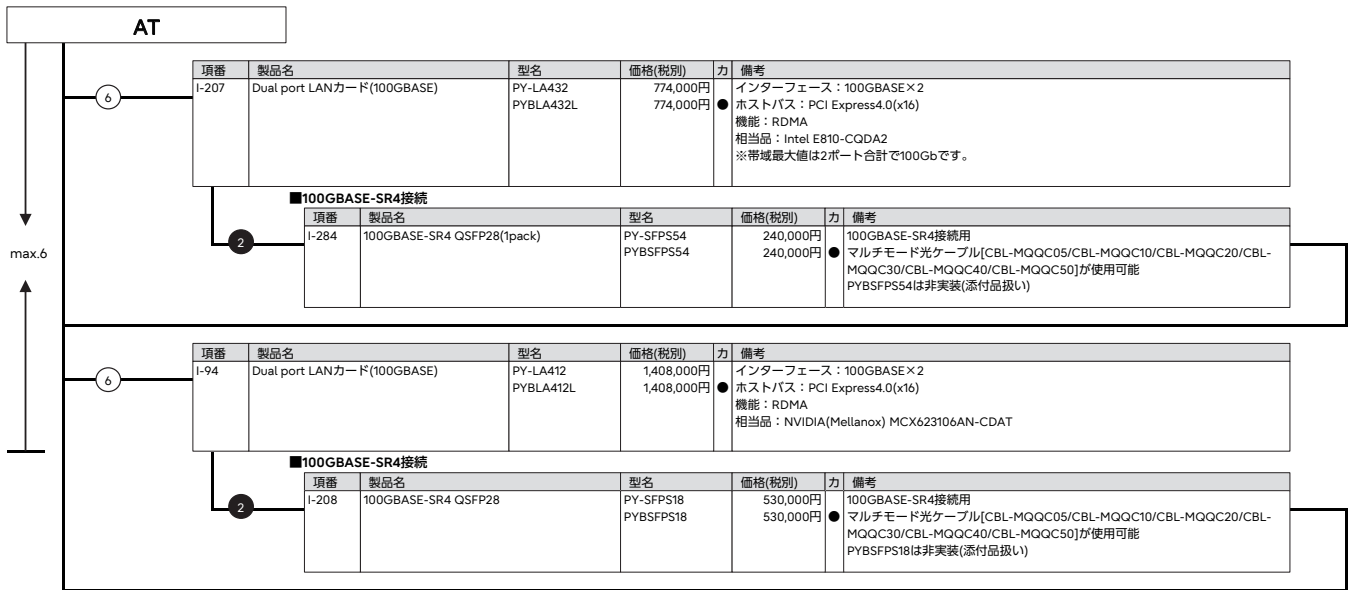 AT
max.6
項番 製品名 型名 価格(税別) カ 備考
6
I-207 Dual port LANカード(100GBASE) PY-LA432 774,000円 インターフェース：100GBASE×2
PYBLA432L 774,000円 ● ホストバス：PCI Express4.0(x16)
機能：RDMA
相当品：Intel E810-CQDA2
※帯域最大値は2ポート合計で100Gbです。
■100GBASE-SR4接続
項番 製品名 型名 価格(税別) カ 備考
2
I-284 100GBASE-SR4 QSFP28(1pack) PY-SFPS54 240,000円 100GBASE-SR4接続用
PYBSFPS54 240,000円 ● マルチモード光ケーブル[CBL-MQQC05/CBL-MQQC10/CBL-MQQC20/CBL-
MQQC30/CBL-MQQC40/CBL-MQQC50]が使用可能
PYBSFPS54は非実装(添付品扱い)
項番 製品名 型名 価格(税別) カ 備考
6
I-94 Dual port LANカード(100GBASE) PY-LA412 1,408,000円 インターフェース：100GBASE×2
PYBLA412L 1,408,000円 ● ホストバス：PCI Express4.0(x16)
機能：RDMA
相当品：NVIDIA(Mellanox) MCX623106AN-CDAT
■100GBASE-SR4接続
項番 製品名 型名 価格(税別) カ 備考
2
I-208 100GBASE-SR4 QSFP28 PY-SFPS18 530,000円 100GBASE-SR4接続用
PYBSFPS18 530,000円 ● マルチモード光ケーブル[CBL-MQQC05/CBL-MQQC10/CBL-MQQC20/CBL-
MQQC30/CBL-MQQC40/CBL-MQQC50]が使用可能
PYBSFPS18は非実装(添付品扱い)